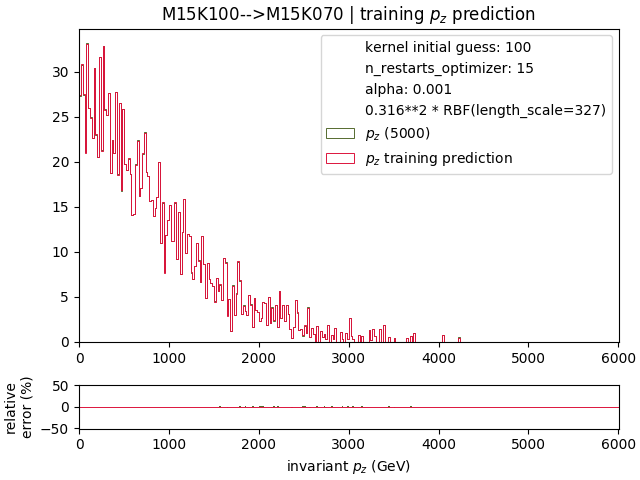 M15K100-->M15K070 | training p_z prediction
kernel initial guess: 100
n_restarts_optimizer: 15
alpha: 0.001
0.316**2 * RBF(length_scale=327)
p_z (5000)
p_z training prediction
30
25
20
15
10
5
0
0 1000 2000 3000 4000 5000 6000
relative
error (%)
50
0
−50
0 1000 2000 3000 4000 5000 6000
invariant p_z (GeV)